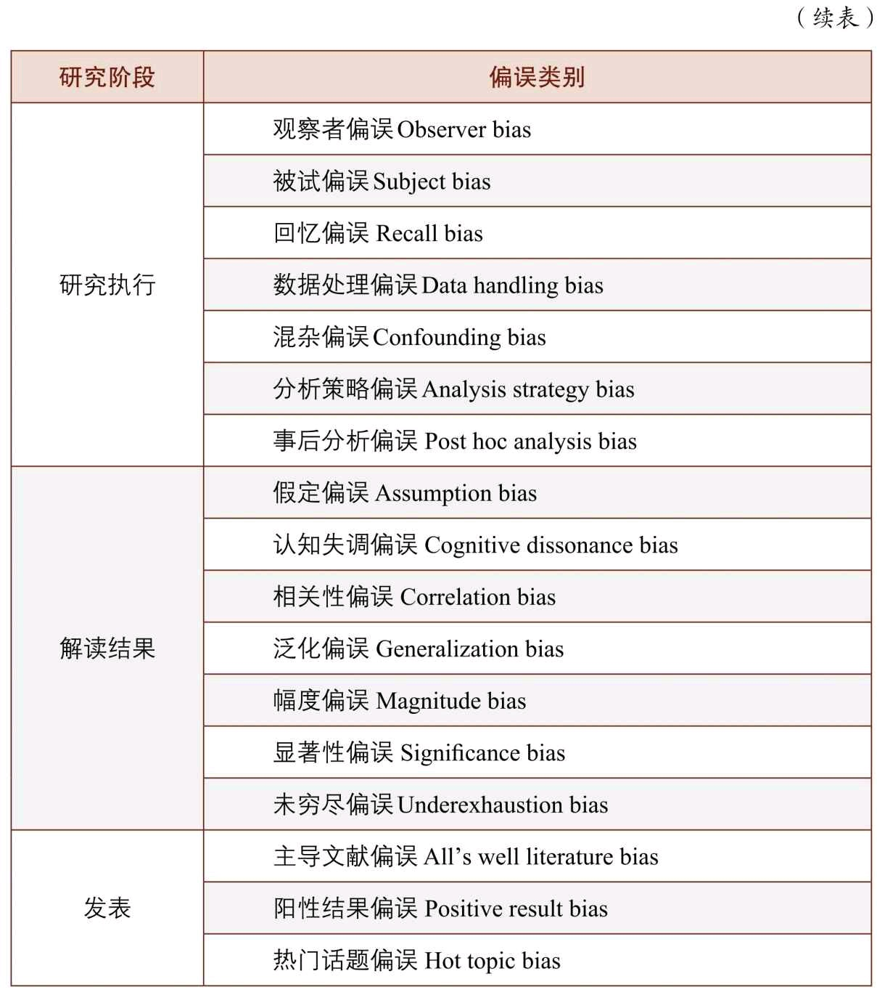 （续表）
研究阶段 偏误类别
观察者偏误 Observer bias
被试偏误 Subject bias
回忆偏误 Recall bias
研究执行 数据处理偏误 Data handling bias
混杂偏误 Confounding bias
分析策略偏误 Analysis strategy bias
事后分析偏误 Post hoc analysis bias
假定偏误 Assumption bias
认知失调偏误 Cognitive dissonance bias
相关性偏误 Correlation bias
解读结果 泛化偏误 Generalization bias
幅度偏误 Magnitude bias
显著性偏误 Significance bias
未穷尽偏误 Underexhaustion bias
主导文献偏误 All’s well literature bias
发表 阳性结果偏误 Positive result bias
热门话题偏误 Hot topic bias